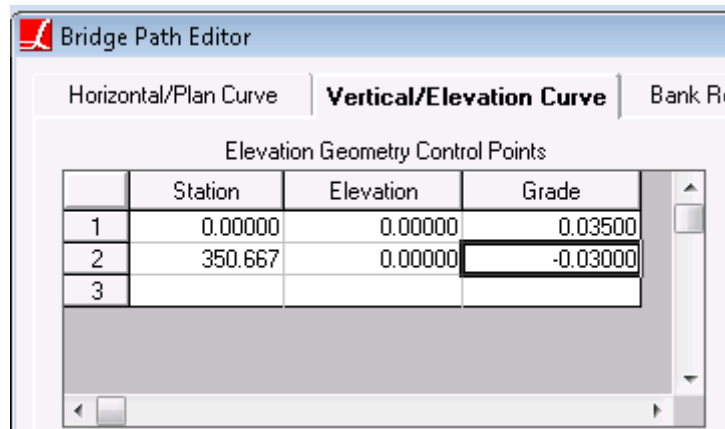 Bridge Path Editor
Horizontal/Plan Curve Vertical/Elevation Curve Bank R
Elevation Geometry Control Points
Station Elevation Grade
1 0.00000 0.00000 0.03500
2 350.667 0.00000 -0.03000
3